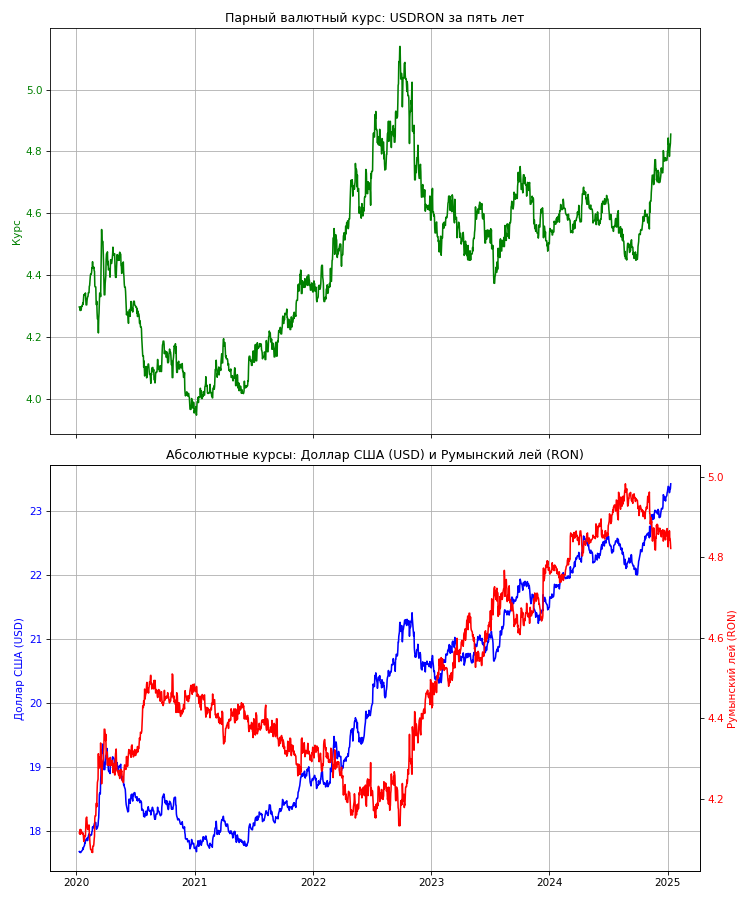 Парный валютный курс: USDRON за пять лет
5.0
4.8
4.6
4.4
4.2
4.0
Курс
Абсолютные курсы: Доллар США (USD) и Румынский лей (RON)
23
22
21
20
19
18
Доллар США (USD)
5.0
4.8
4.6
4.4
4.2
Румынский лей (RON)
2020 2021 2022 2023 2024 2025